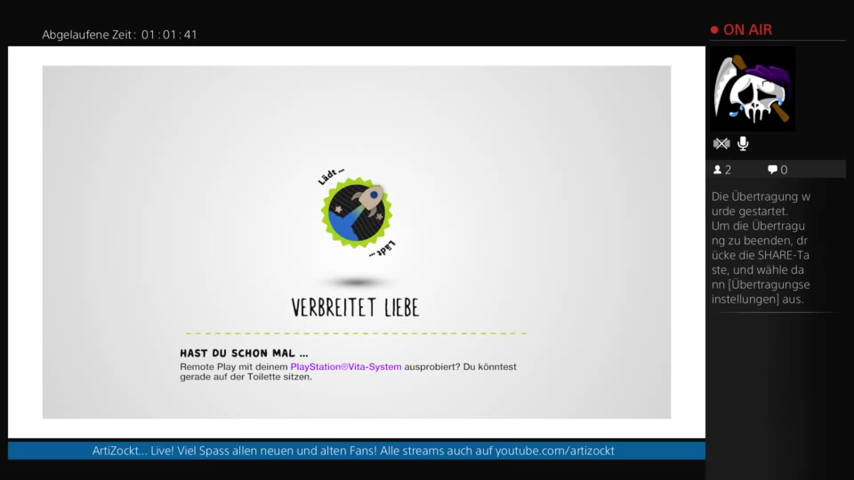 Abgelaufene Zeit: 01:01:41
ON AIR
Lädt...
Lädt...
VERBREITET LIEBE
HAST DU SCHON MAL ...
Remote Play mit deinem PlayStation®Vita-System ausprobiert? Du könntest
gerade auf der Toilette sitzen.
2
0
Die Übertragung w
urde gestartet.
Um die Übertragu
ng zu beenden, dr
ücke die SHARE-Ta
ste, und wähle da
nn [Übertragungse
instellungen] aus.
ArtiZockt... Live! Viel Spass allen neuen und alten Fans! Alle streams auch auf youtube.com/artizockt